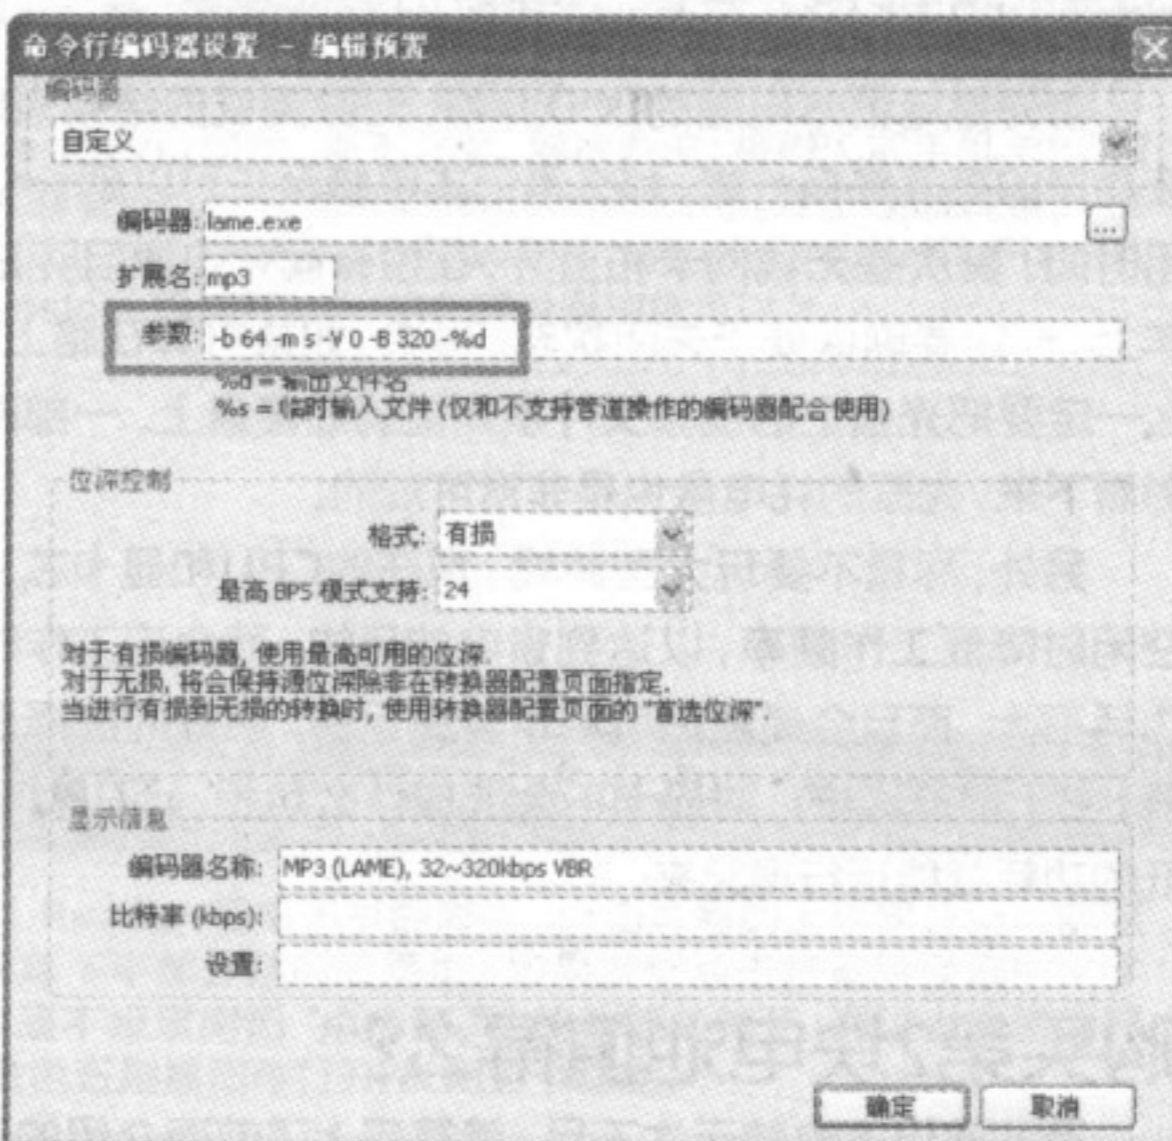 命令行编码器设置 - 编辑预置
编码器
自定义
编码器: lame.exe ...
扩展名: mp3
参数: -b 64 -m s -V 0 -B 320 -%d
%d = 输出文件名
%s = 临时输入文件 (仅和不支持管道操作的编码器配合使用)
位深控制
格式: 有损
最高 BPS 模式支持: 24
对于有损编码器, 使用最高可用的位深.
对于无损, 将会保持源位深除非在转换器配置页面指定.
当进行有损到无损的转换时, 使用转换器配置页面的 "首选位深".
显示信息
编码器名称: MP3 (LAME), 32~320kbps VBR
比特率 (kbps):
设置:
确定 取消